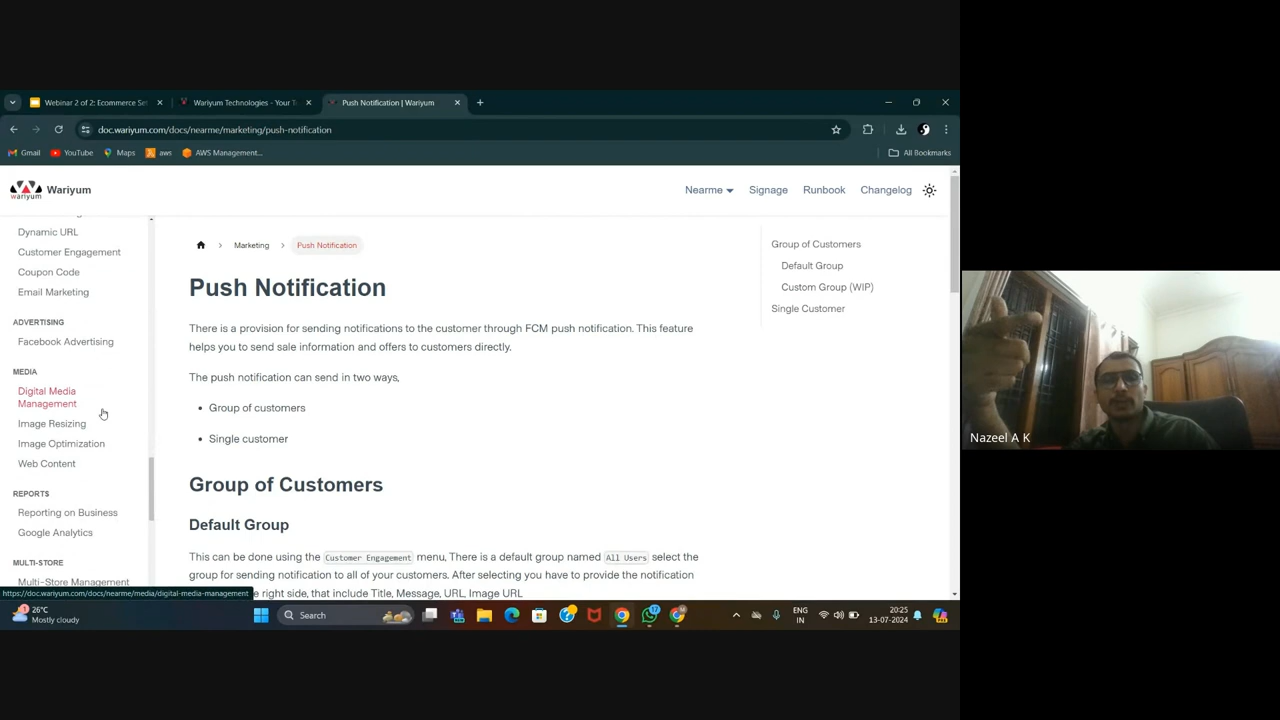 Webinar 2 of 2: Ecommerce Se
Wariyum Technologies - Your T
Push Notification | Wariyum
doc.wariyum.com/docs/nearme/marketing/push-notification
Gmail
YouTube
Maps
aws
AWS Management...
All Bookmarks
wariyum
Wariyum
Nearme
Signage
Runbook
Changelog
Dynamic URL
Customer Engagement
Coupon Code
Email Marketing
ADVERTISING
Facebook Advertising
MEDIA
Digital Media
Management
Image Resizing
Image Optimization
Web Content
REPORTS
Reporting on Business
Google Analytics
MULTI-STORE
Multi-Store Management
https://doc.wariyum.com/docs/nearme/media/digital-media-management
Marketing
Push Notification
Push Notification
There is a provision for sending notifications to the customer through FCM push notification. This feature
helps you to send sale information and offers to customers directly.
The push notification can send in two ways,
• Group of customers
• Single customer
Group of Customers
Default Group
This can be done using the Customer Engagement menu, There is a default group named All Users select the
group for sending notification to all of your customers. After selecting you have to provide the notification
right side, that include Title, Message, URL, Image URL
Group of Customers
Default Group
Custom Group (WIP)
Single Customer
Nazeel A K
26°C
Mostly cloudy
Search
ENG
IN
20:25
13-07-2024